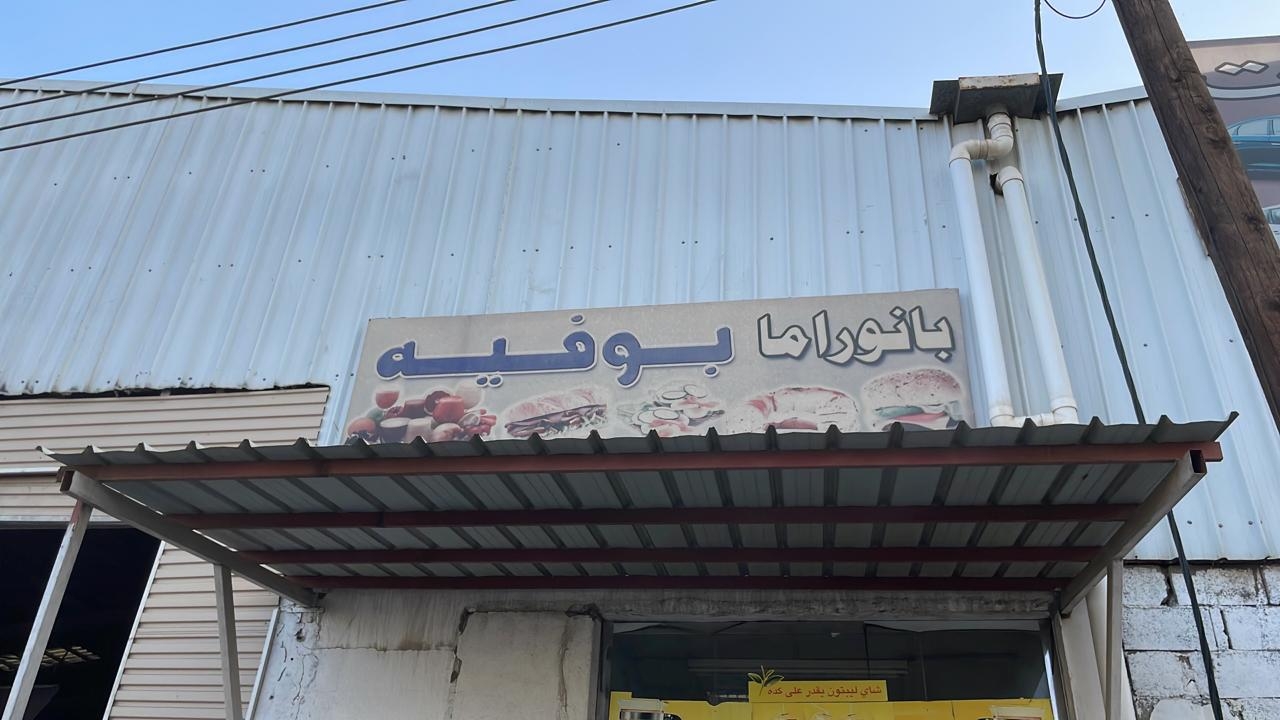 بانوراما بوفيه
شاي ليبتون يقدر على كده